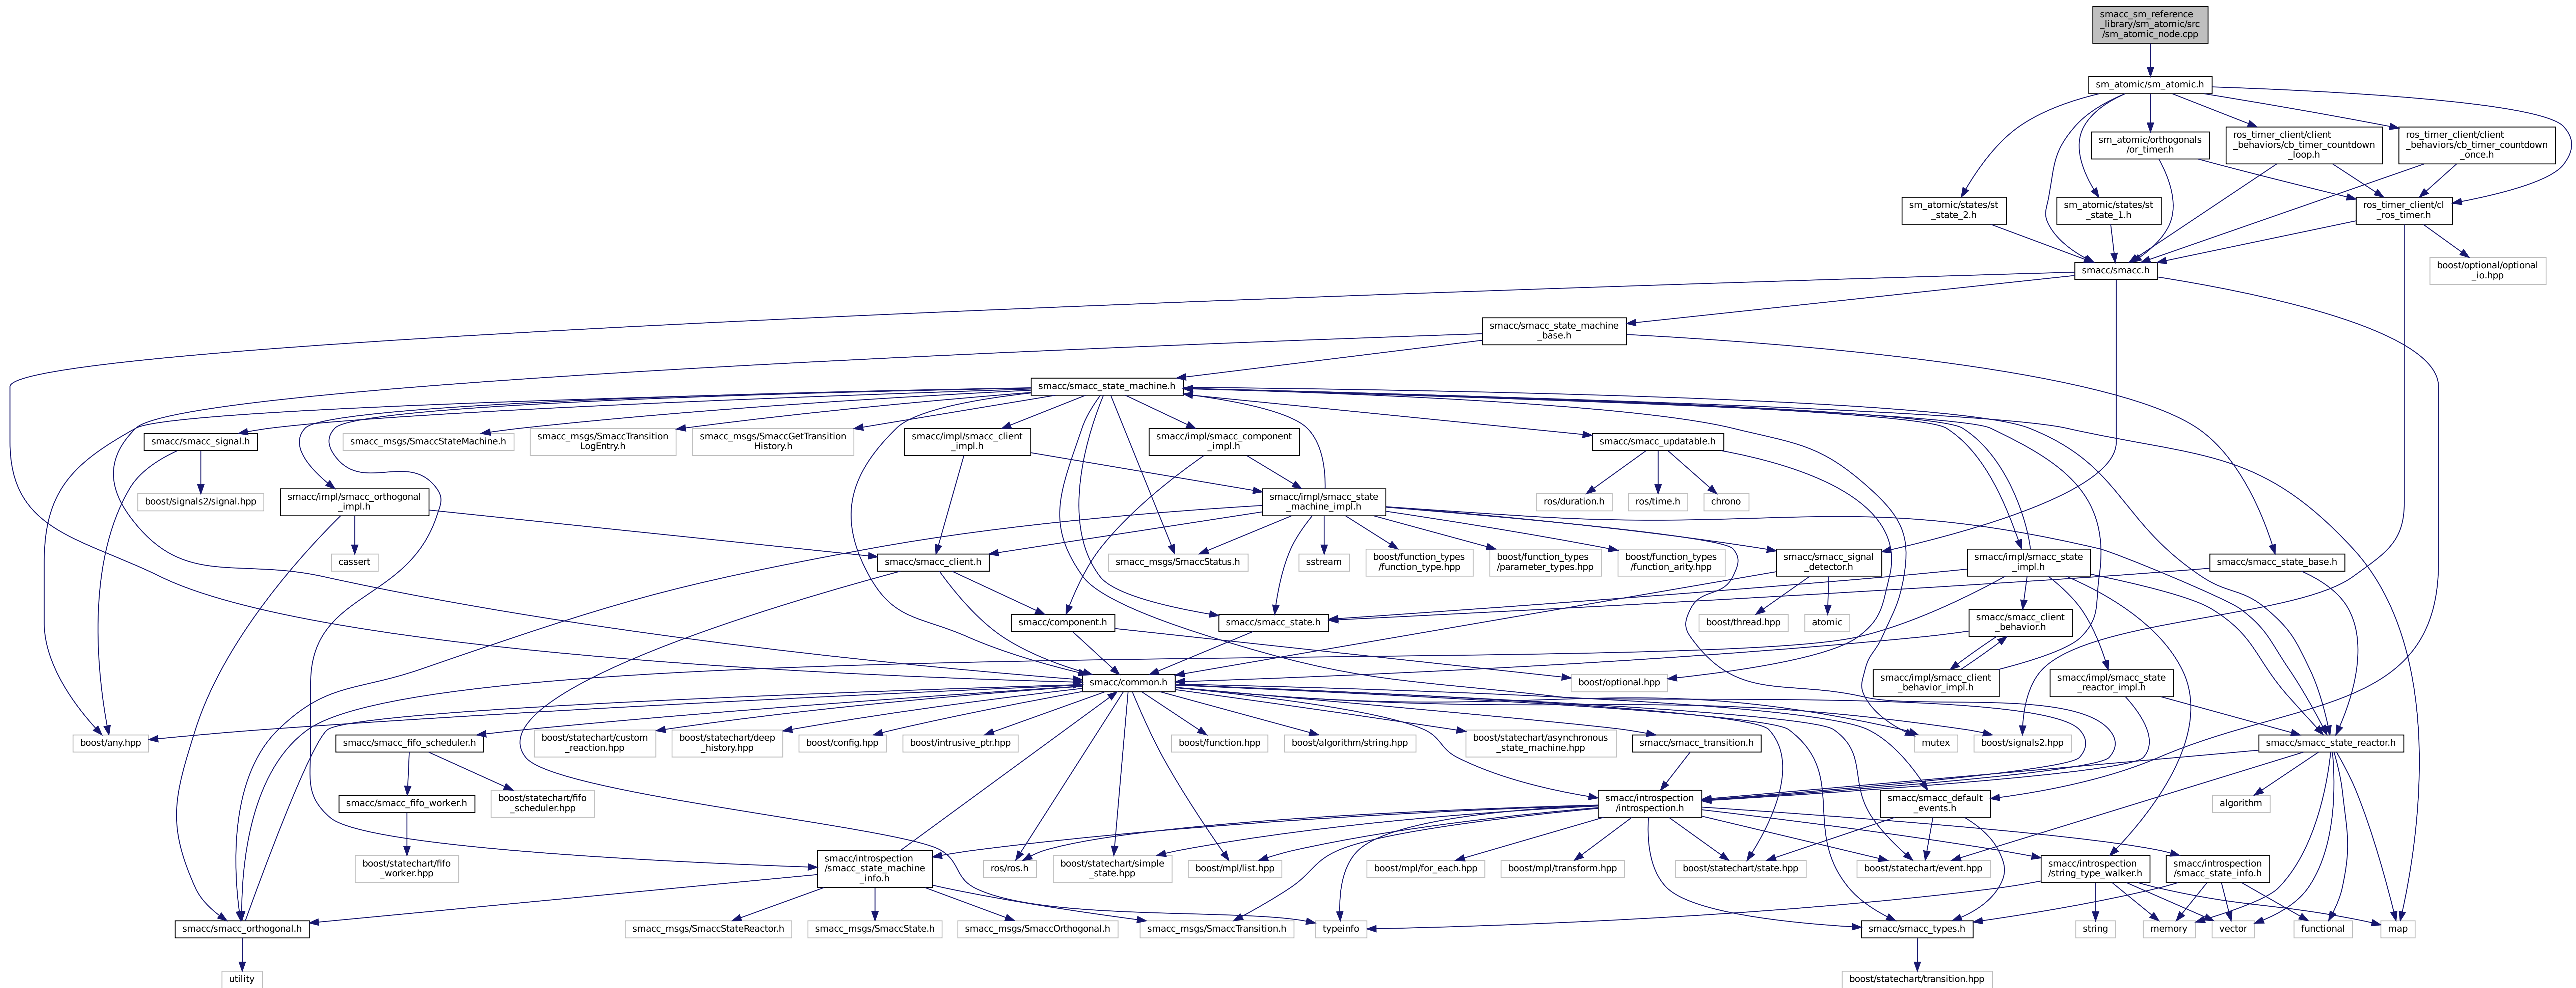 smacc_sm_reference
_library/sm_atomic/src
/sm_atomic_node.cpp
sm_atomic/sm_atomic.h
sm_atomic/orthogonals
/or_timer.h
ros_timer_client/client
_behaviors/cb_timer_countdown
_loop.h
ros_timer_client/client
_behaviors/cb_timer_countdown
_once.h
sm_atomic/states/st
_state_2.h
sm_atomic/states/st
_state_1.h
ros_timer_client/cl
_ros_timer.h
smacc/smacc.h
boost/optional/optional
_io.hpp
smacc/smacc_state_machine
_base.h
smacc/smacc_state_machine.h
smacc/smacc_signal.h
smacc_msgs/SmaccStateMachine.h
smacc_msgs/SmaccTransition
LogEntry.h
smacc_msgs/SmaccGetTransition
History.h
smacc/impl/smacc_client
_impl.h
smacc/impl/smacc_component
_impl.h
smacc/smacc_updatable.h
boost/signals2/signal.hpp
smacc/impl/smacc_orthogonal
_impl.h
smacc/impl/smacc_state
_machine_impl.h
ros/duration.h
ros/time.h
chrono
cassert
smacc/smacc_client.h
smacc_msgs/SmaccStatus.h
sstream
boost/function_types
/function_type.hpp
boost/function_types
/parameter_types.hpp
boost/function_types
/function_arity.hpp
smacc/smacc_signal
_detector.h
smacc/impl/smacc_state
_impl.h
smacc/smacc_state_base.h
smacc/component.h
smacc/smacc_state.h
boost/thread.hpp
atomic
smacc/smacc_client
_behavior.h
smacc/common.h
boost/optional.hpp
smacc/impl/smacc_client
_behavior_impl.h
smacc/impl/smacc_state
_reactor_impl.h
boost/any.hpp
smacc/smacc_fifo_scheduler.h
boost/statechart/custom
_reaction.hpp
boost/statechart/deep
_history.hpp
boost/config.hpp
boost/intrusive_ptr.hpp
boost/function.hpp
boost/algorithm/string.hpp
boost/statechart/asynchronous
_state_machine.hpp
smacc/smacc_transition.h
mutex
boost/signals2.hpp
smacc/smacc_state_reactor.h
smacc/smacc_fifo_worker.h
boost/statechart/fifo
_scheduler.hpp
smacc/introspection
/introspection.h
smacc/smacc_default
_events.h
algorithm
boost/statechart/fifo
_worker.hpp
smacc/introspection
/smacc_state_machine
_info.h
ros/ros.h
boost/statechart/simple
_state.hpp
boost/mpl/list.hpp
boost/mpl/for_each.hpp
boost/mpl/transform.hpp
boost/statechart/state.hpp
boost/statechart/event.hpp
smacc/introspection
/string_type_walker.h
smacc/introspection
/smacc_state_info.h
smacc/smacc_orthogonal.h
smacc_msgs/SmaccStateReactor.h
smacc_msgs/SmaccState.h
smacc_msgs/SmaccOrthogonal.h
smacc_msgs/SmaccTransition.h
typeinfo
smacc/smacc_types.h
string
memory
vector
functional
map
utility
boost/statechart/transition.hpp